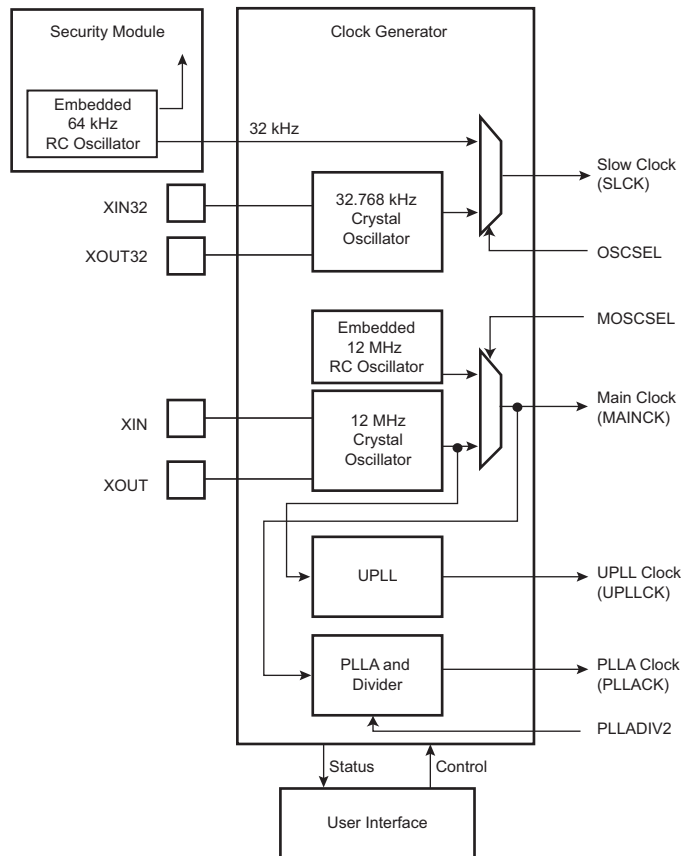 Security Module
Clock Generator
Embedded
64 kHz
RC Oscillator
32 kHz
Slow Clock
(SLCK)
XIN32
32.768 kHz
Crystal
Oscillator
XOUT32
OSCSEL
MOSCSEL
Embedded
12 MHz
RC Oscillator
Main Clock
(MAINCK)
XIN
12 MHz
Crystal
Oscillator
XOUT
UPLL
UPLL Clock
(UPLLCK)
PLLA and
Divider
PLLA Clock
(PLLACK)
PLLADIV2
Status
Control
User Interface